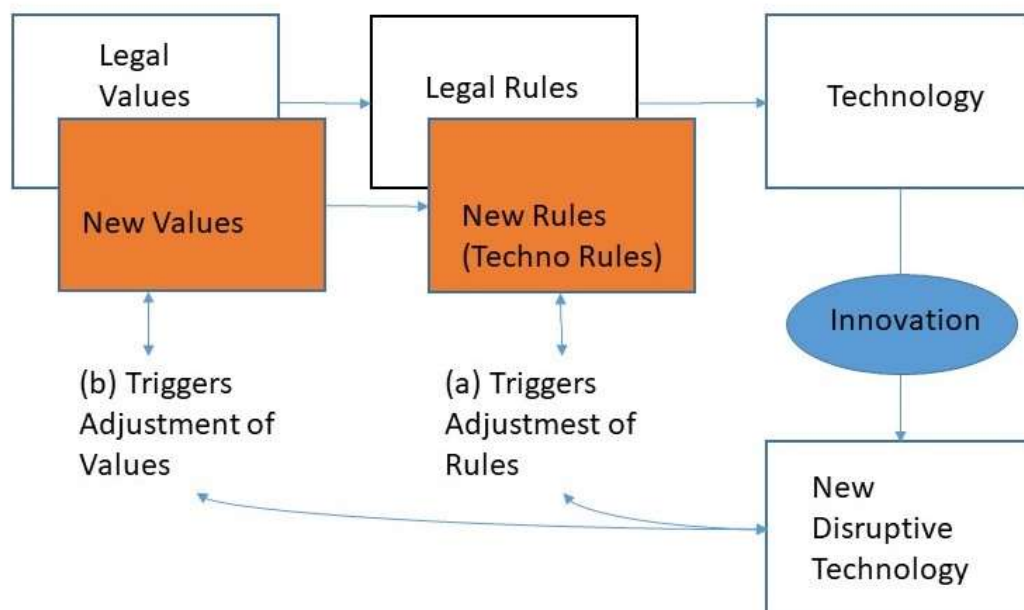 Legal
Values
Legal Rules
Technology
New Values
New Rules
(Techno Rules)
Innovation
(b) Triggers
Adjustment of
Values
(a) Triggers
Adjustmest of
Rules
New
Disruptive
Technology